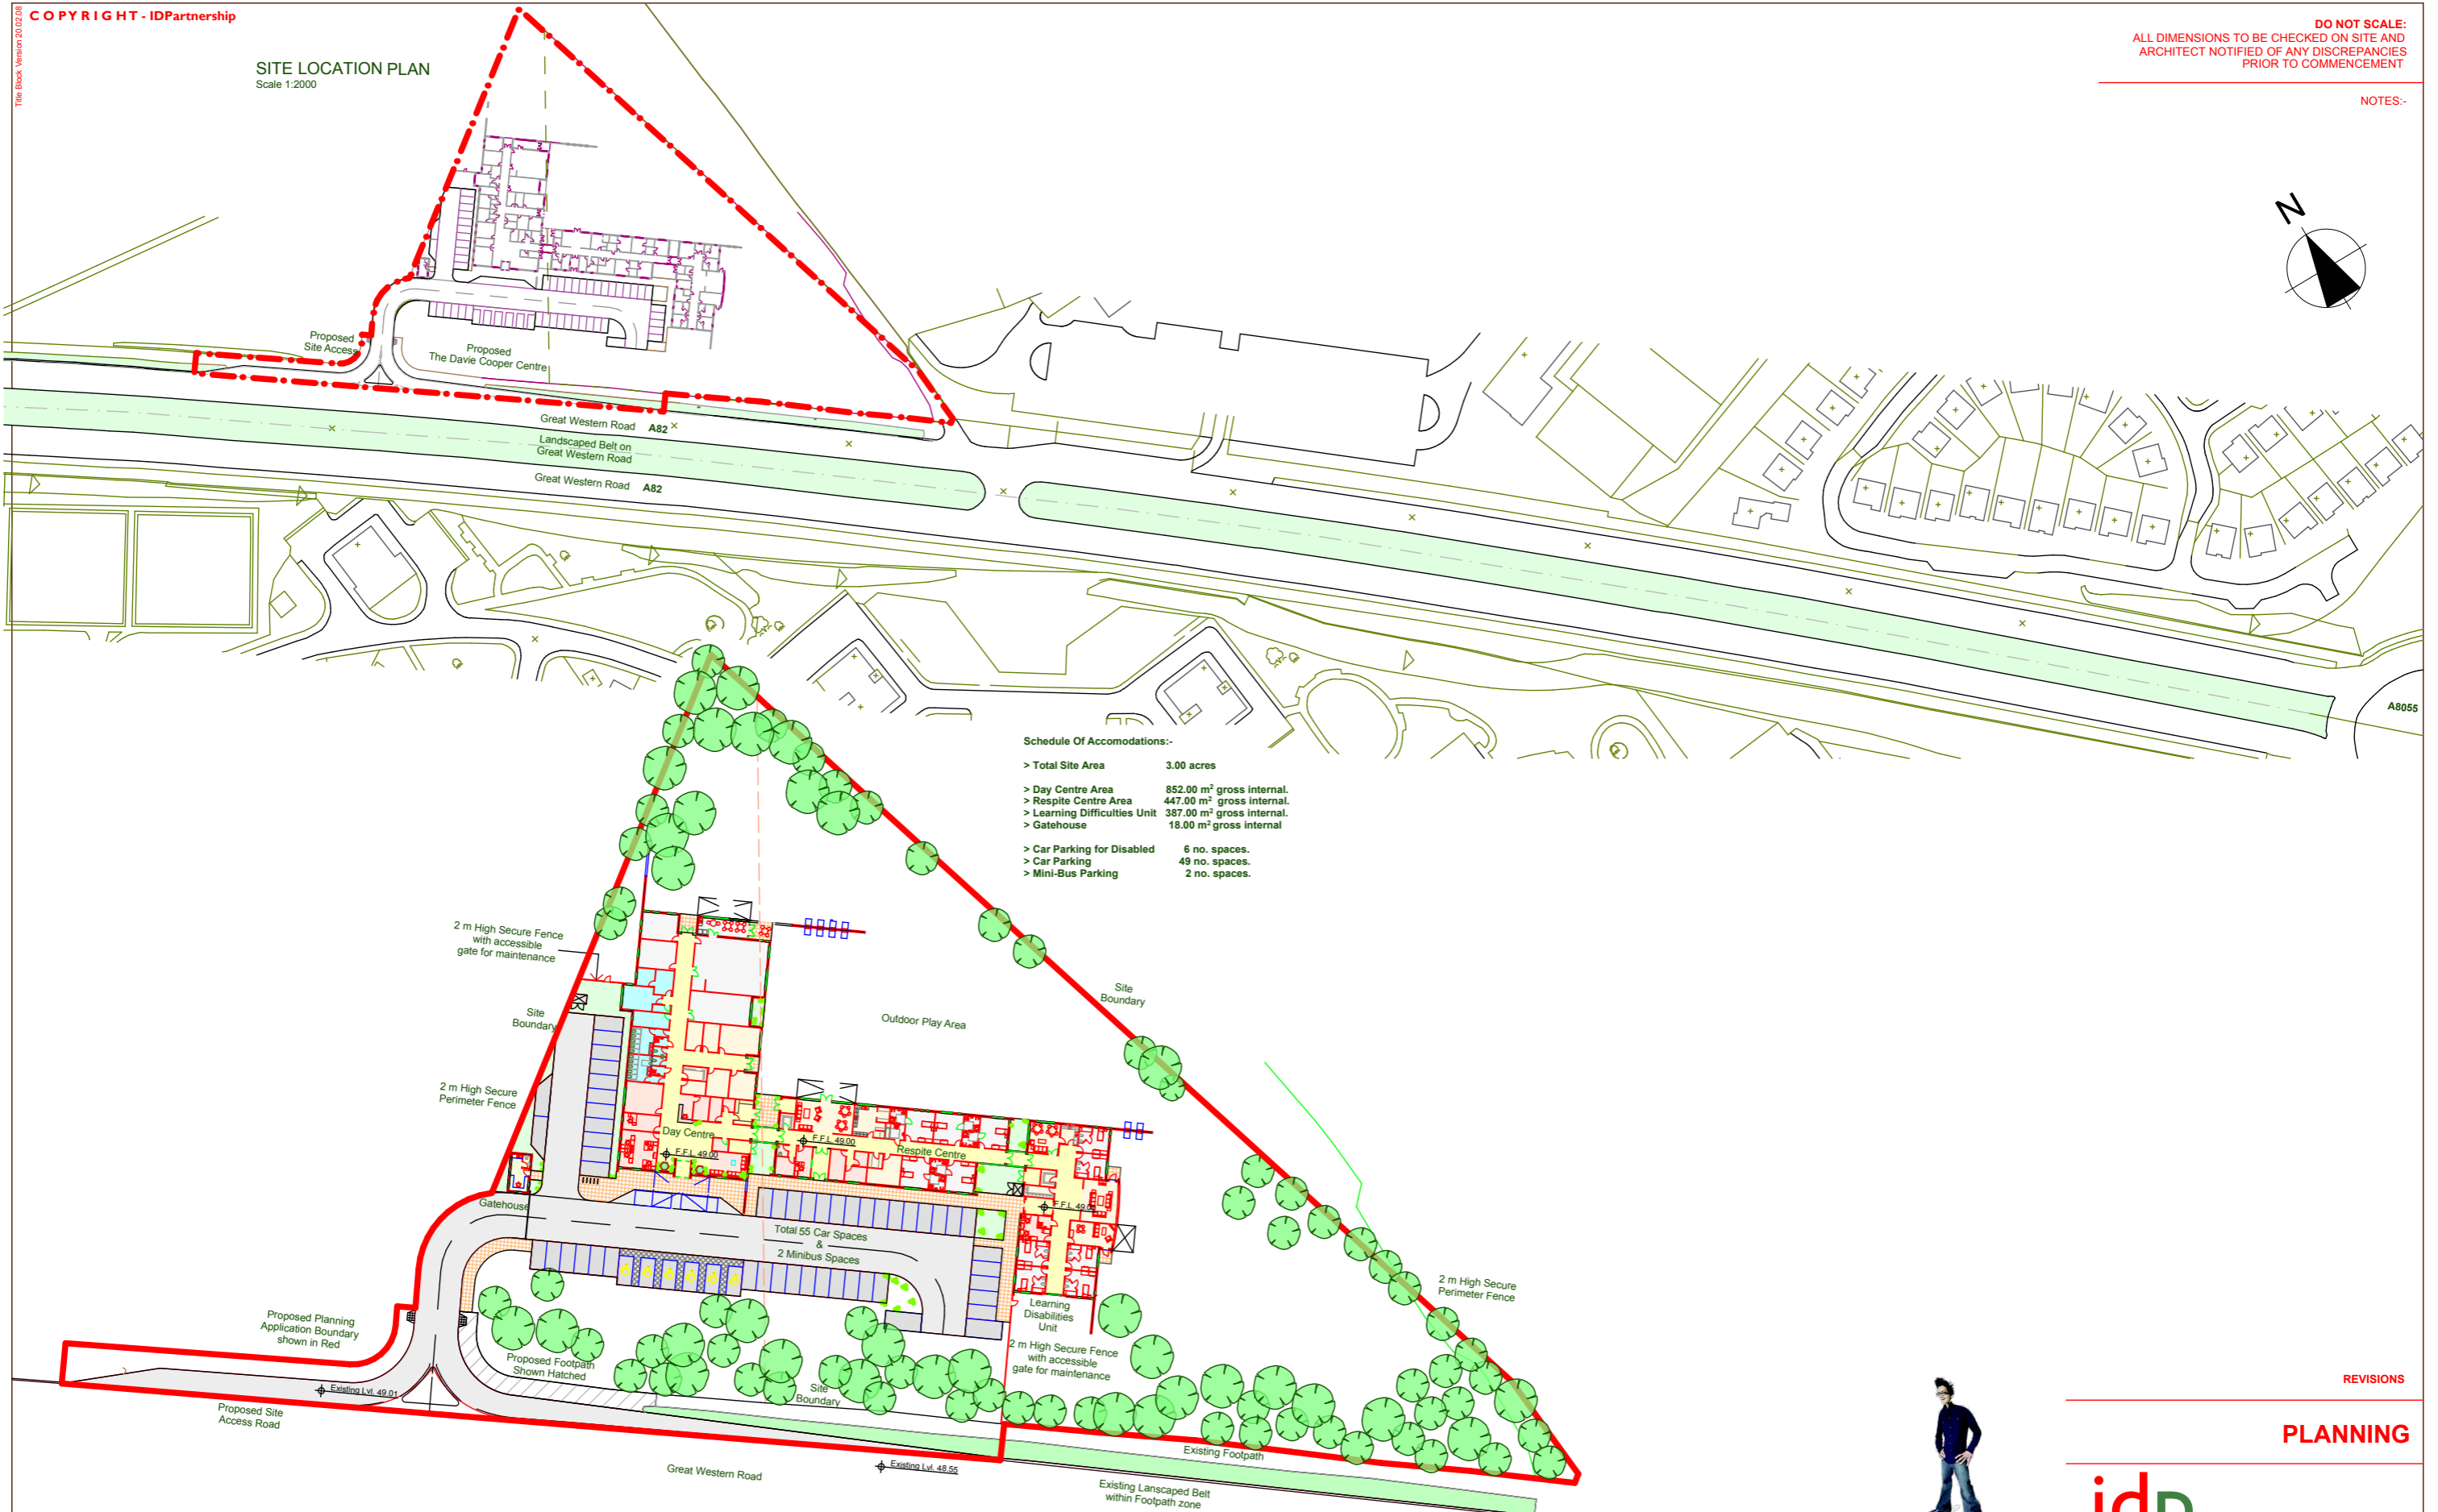 Title Block Version 20.02.08
COPYRIGHT - IDPartnership
DO NOT SCALE:
ALL DIMENSIONS TO BE CHECKED ON SITE AND
ARCHITECT NOTIFIED OF ANY DISCREPANCIES
PRIOR TO COMMENCEMENT
NOTES:-
SITE LOCATION PLAN
Scale 1:2000
N
Proposed
Site Access
Proposed
The Davie Cooper Centre
Great Western Road A82
Landscaped Belt on
Great Western Road
Great Western Road A82
A8055
Schedule Of Accomodations:-
> Total Site Area 3.00 acres
> Day Centre Area 852.00 m² gross internal.
> Respite Centre Area 447.00 m² gross internal.
> Learning Difficulties Unit 387.00 m² gross internal.
> Gatehouse 18.00 m² gross internal
> Car Parking for Disabled 6 no. spaces.
> Car Parking 49 no. spaces.
> Mini-Bus Parking 2 no. spaces.
2 m High Secure Fence
with accessible
gate for maintenance
Site
Boundary
Site
Boundary
Outdoor Play Area
2 m High Secure
Perimeter Fence
Day Centre
F.F.L. 49.00
F.F.L. 49.00
Respite Centre
F.F.L. 49.00
Gatehouse
Total 55 Car Spaces
&
2 Minibus Spaces
2 m High Secure
Perimeter Fence
Learning
Disabilities
Unit
Proposed Planning
Application Boundary
shown in Red
Proposed Footpath
Shown Hatched
2 m High Secure Fence
with accessible
gate for maintenance
Site
Boundary
Existing Lvl. 49.01
Proposed Site
Access Road
Existing Footpath
Great Western Road
Existing Lvl. 48.55
Existing Lanscaped Belt
within Footpath zone
REVISIONS
PLANNING
idp